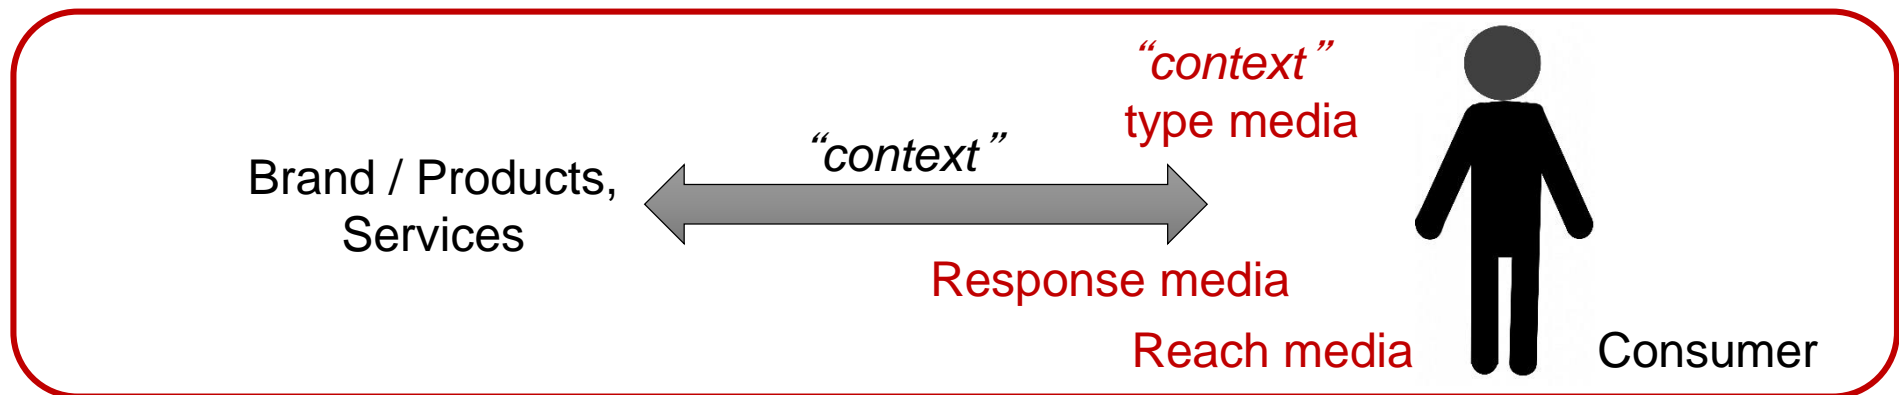 Brand / Products,
Services
“context”
“context”
type media
Response media
Reach media
Consumer